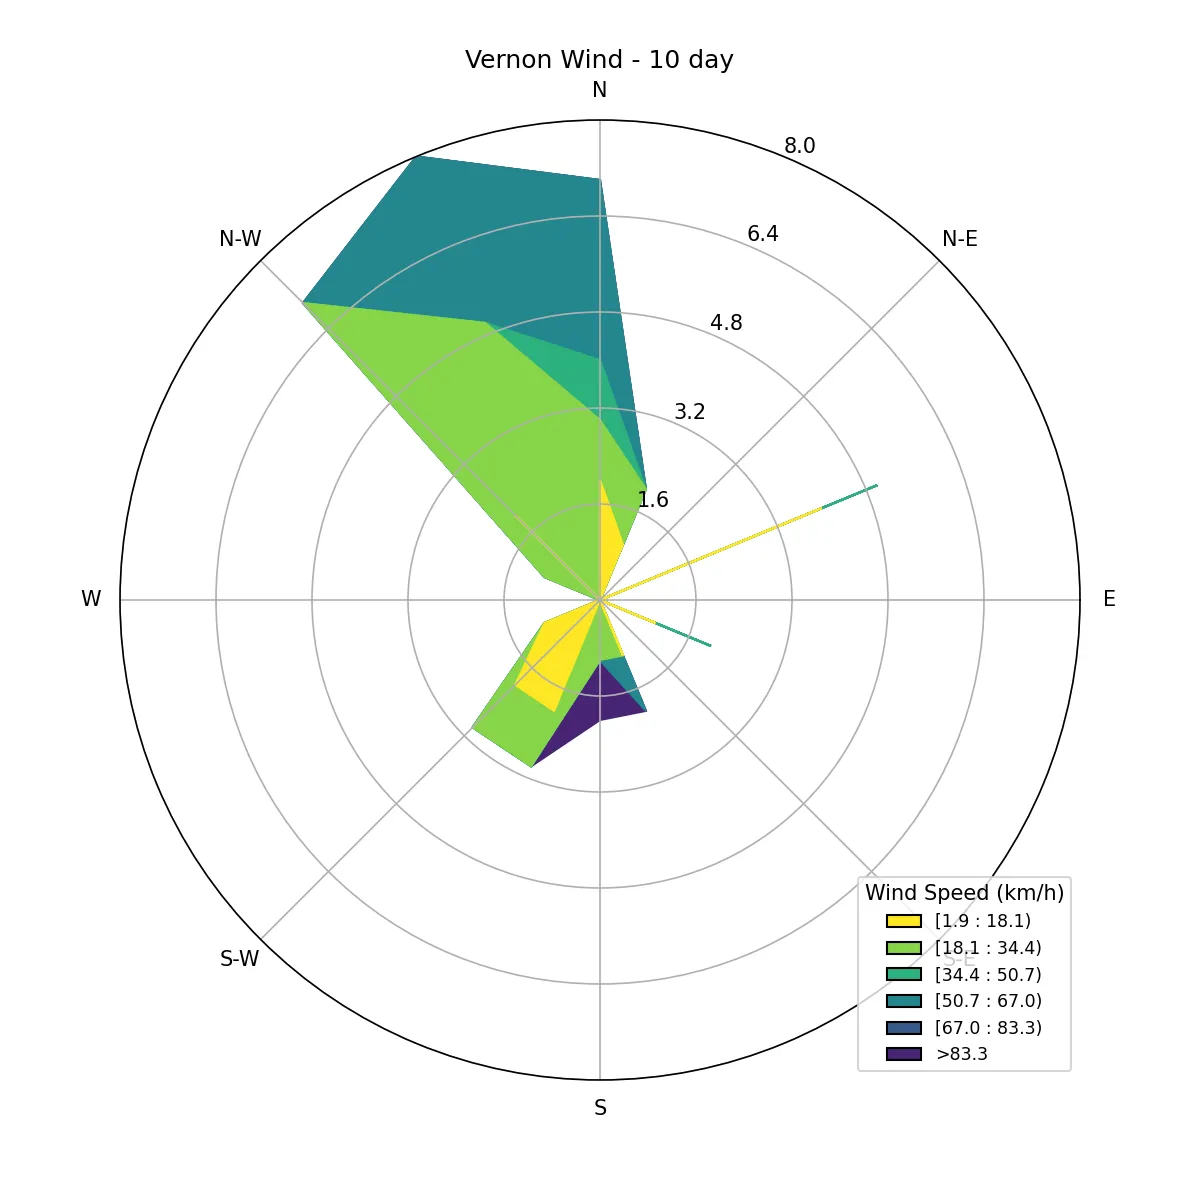 Vernon Wind - 10 day
N
8.0
N-W
6.4
N-E
4.8
3.2
1.6
W
E
Wind Speed (km/h)
[1.9 : 18.1)
[18.1 : 34.4)
S-W
S-E
[34.4 : 50.7)
[50.7 : 67.0)
[67.0 : 83.3)
>83.3
S